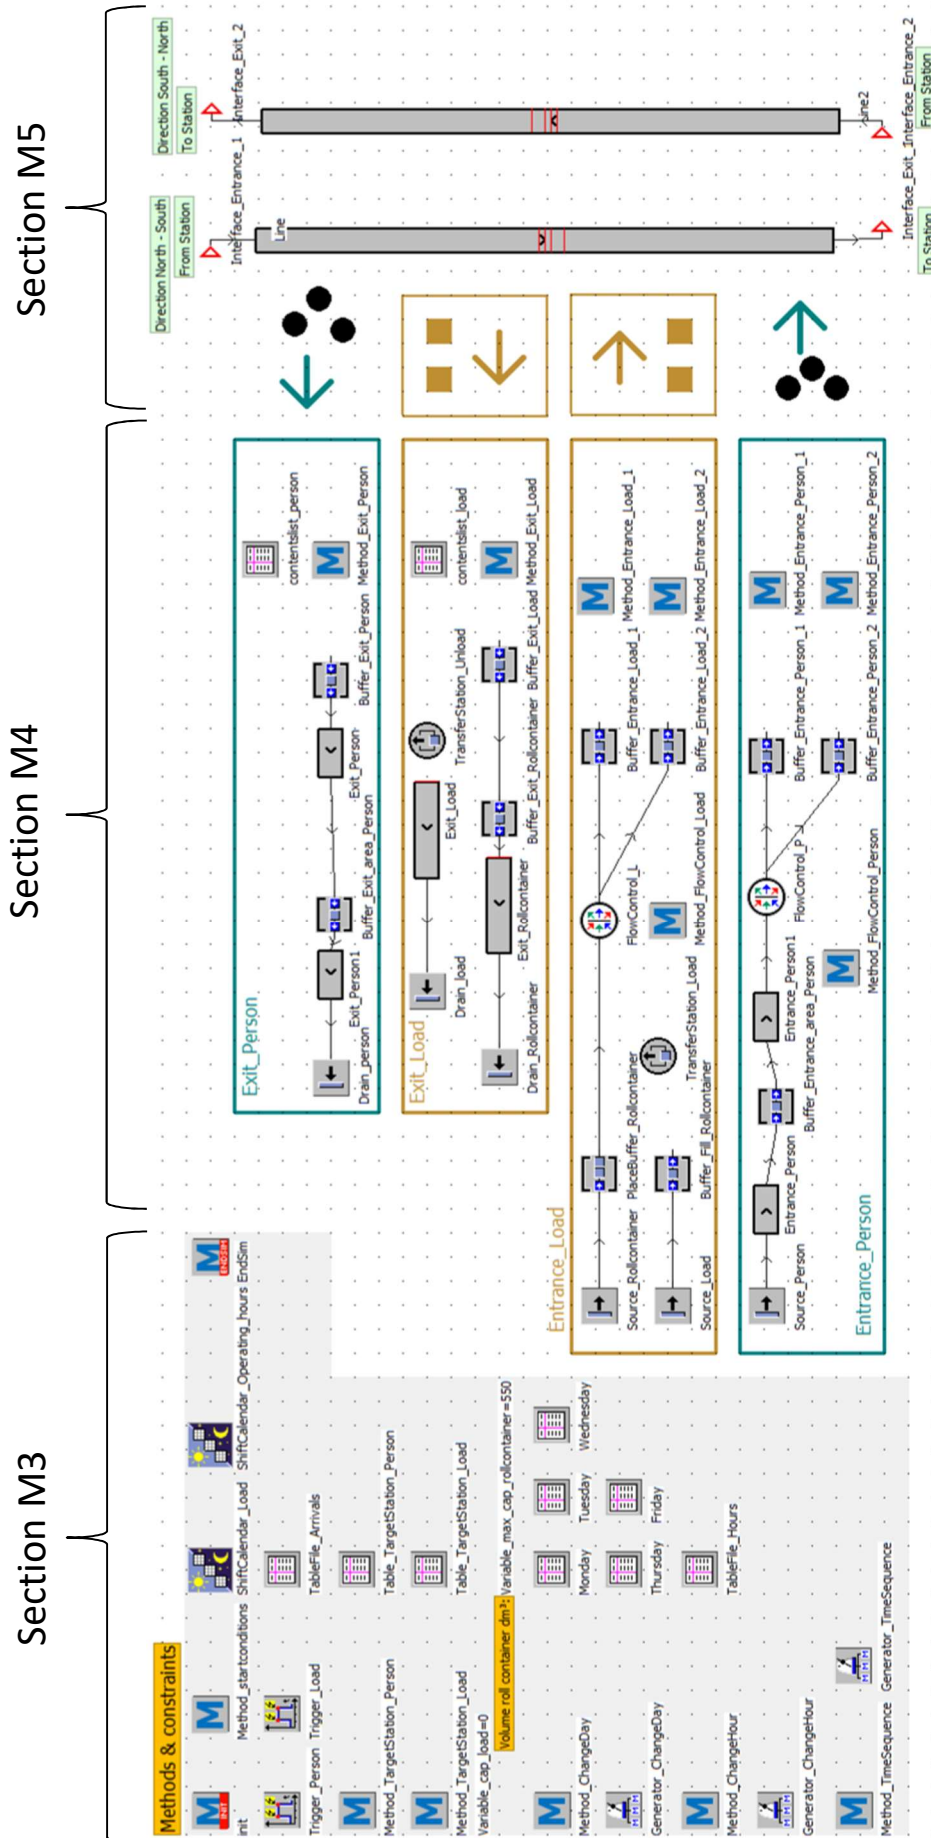 Section M3
Section M4
Section M5
Methods & constraints
init
Method_startconditions
ShiftCalendar_Load
ShiftCalendar_Operating_hours
EndSim
INIT
ENDSIM
Trigger_Person
Trigger_Load
TableFile_Arrivals
Method_TargetStation_Person
Table_TargetStation_Person
Method_TargetStation_Load
Table_TargetStation_Load
Variable_cap_load=0
Volume roll container dm³:
Variable_max_cap_rollcontainer=550
Method_ChangeDay
Monday
Tuesday
Wednesday
Generator_ChangeDay
Thursday
Friday
Method_ChangeHour
TableFile_Hours
Generator_ChangeHour
Method_TimeSequence
Generator_TimeSequence
Exit_Person
Drain_person
Exit_Person1
Buffer_Exit_area_Person
Exit_Person
Buffer_Exit_Person
contentslist_person
Method_Exit_Person
Exit_Load
Drain_load
Exit_Load
TransferStation_Unload
contentslist_load
Drain_Rollcontainer
Exit_Rollcontainer
Buffer_Exit_Rollcontainer
Buffer_Exit_Load
Method_Exit_Load
Entrance_Load
Source_Rollcontainer
PlaceBuffer_Rollcontainer
FlowControl_L
Buffer_Entrance_Load_1
Method_Entrance_Load_1
Source_Load
Buffer_Fill_Rollcontainer
TransferStation_Load
Method_FlowControl_Load
Buffer_Entrance_Load_2
Method_Entrance_Load_2
Source_Person
Entrance_Person
Buffer_Entrance_area_Person
Entrance_Person1
FlowControl_P
Buffer_Entrance_Person_1
Method_Entrance_Person_1
Entrance_Person
Method_FlowControl_Person
Buffer_Entrance_Person_2
Method_Entrance_Person_2
Direction North - South
From Station
Interface_Entrance_1
Line
Direction South - North
To Station
Interface_Exit_2
Line2
Interface_Exit_1
Interface_Entrance_2
To Station
From Station